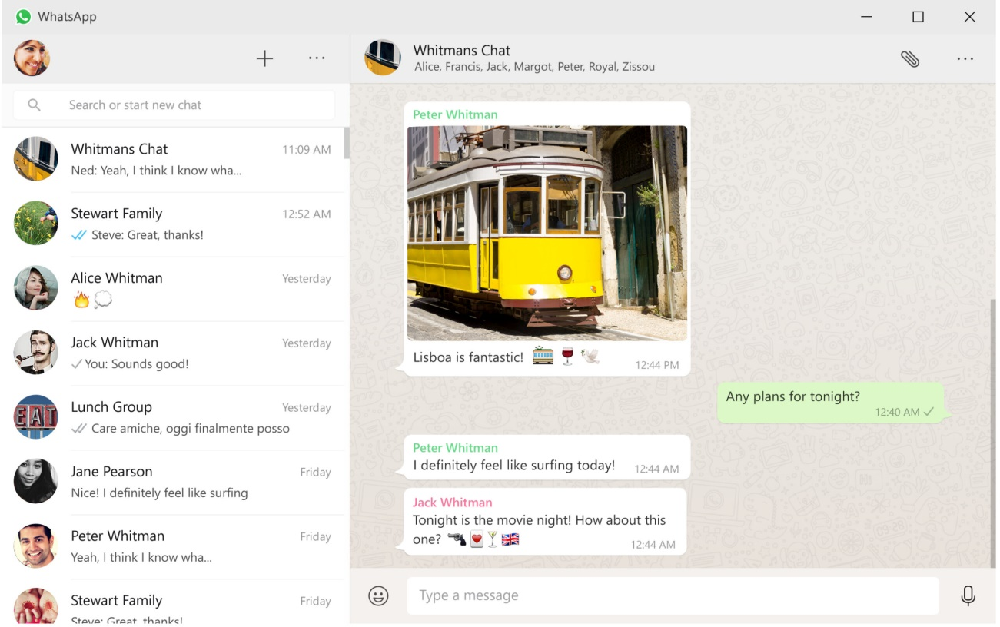 WhatsApp
Search or start new chat
Whitmans Chat
11:09 AM
Ned: Yeah, I think I know wha...
Stewart Family
12:52 AM
Steve: Great, thanks!
Alice Whitman
Yesterday
🔥💭
Jack Whitman
Yesterday
You: Sounds good!
EAT
Lunch Group
Yesterday
Care amiche, oggi finalmente posso
Jane Pearson
Friday
Nice! I definitely feel like surfing
Peter Whitman
Friday
Yeah, I think I know wha...
Stewart Family
Friday
Steve: Great, thanks!
Whitmans Chat
Alice, Francis, Jack, Margot, Peter, Royal, Zissou
Peter Whitman
Lisboa is fantastic! 🚋🍷🕊
12:44 PM
Any plans for tonight?
12:40 AM
Peter Whitman
I definitely feel like surfing today!
12:44 AM
Jack Whitman
Tonight is the movie night! How about this
one? 🔫💌🍸🇬🇧
12:44 AM
Type a message